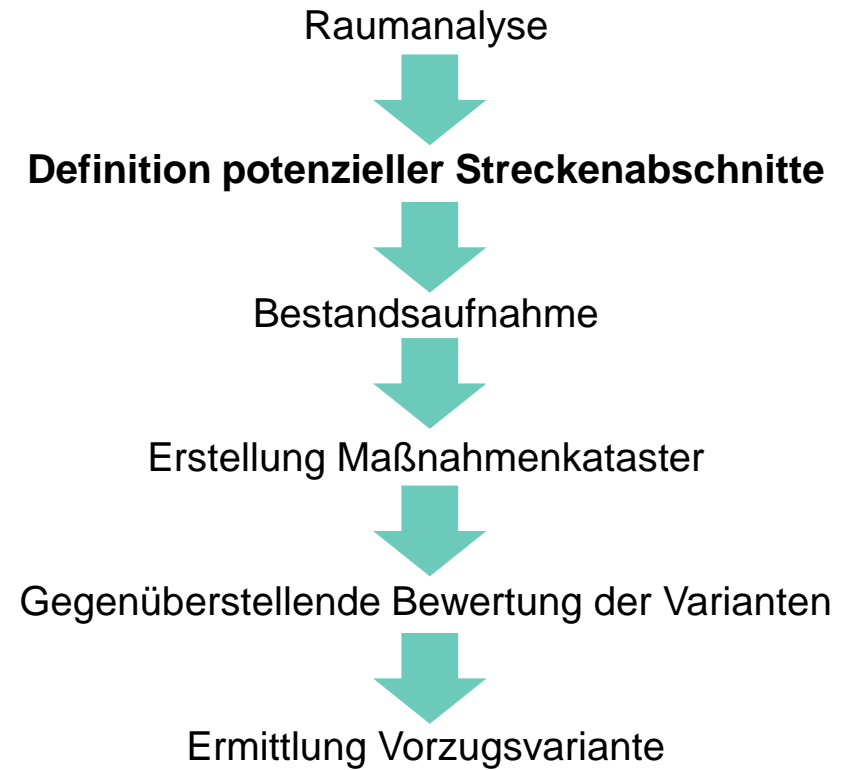 Raumanalyse
Definition potenzieller Streckenabschnitte
Bestandsaufnahme
Erstellung Maßnahmenkataster
Gegenüberstellende Bewertung der Varianten
Ermittlung Vorzugsvariante